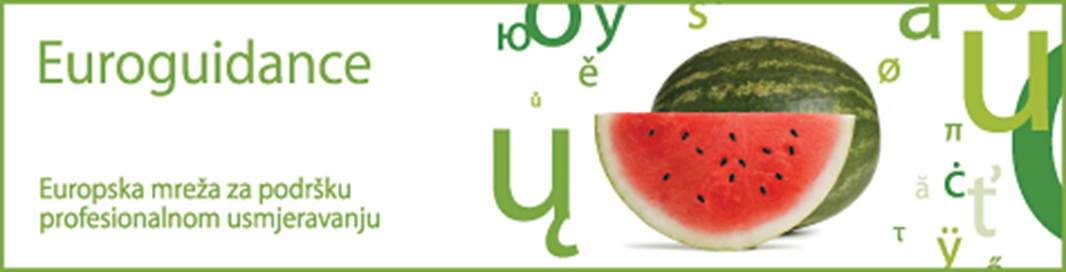 Euroguidance
Europska mreža za podršku
profesionalnom usmjeravanju
ю
y
ě
ů
ų
ø
π
ă
ċ
ť
τ
ÿ